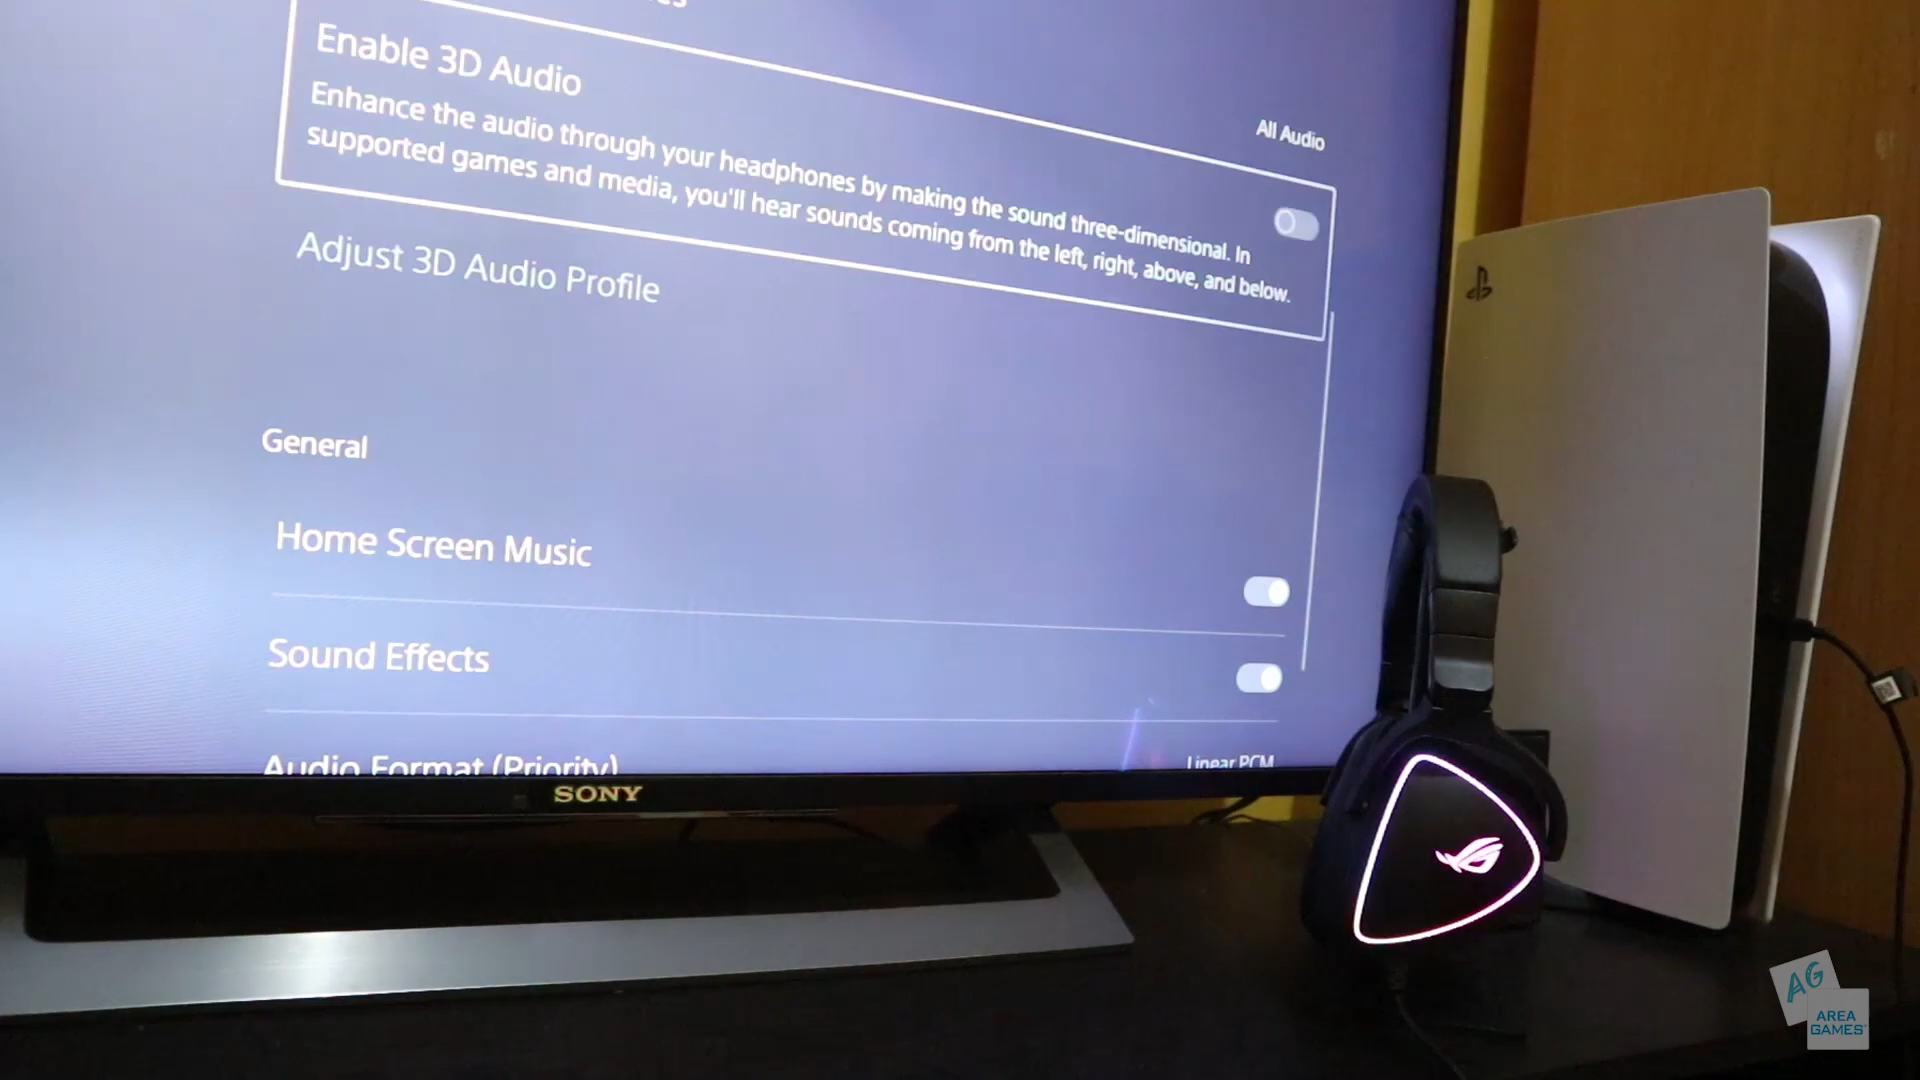 Enable 3D Audio
Enhance the audio through your headphones by making the sound three-dimensional. In
supported games and media, you'll hear sounds coming from the left, right, above, and below.
All Audio
Adjust 3D Audio Profile
General
Home Screen Music
Sound Effects
Audio Format (Priority)
Linear PCM
SONY
AG
AREA
GAMES